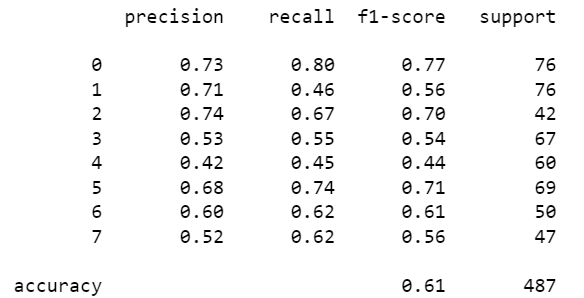 precision recall f1-score support
0 0.73 0.80 0.77 76
1 0.71 0.46 0.56 76
2 0.74 0.67 0.70 42
3 0.53 0.55 0.54 67
4 0.42 0.45 0.44 60
5 0.68 0.74 0.71 69
6 0.60 0.62 0.61 50
7 0.52 0.62 0.56 47
accuracy 0.61 487